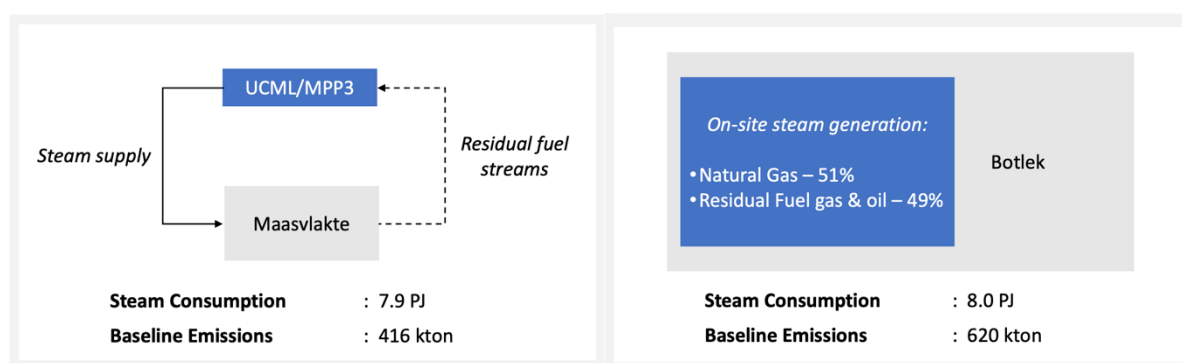 UCML/MPP3
Steam supply
Residual fuel
streams
Maasvlakte
Steam Consumption : 7.9 PJ
Baseline Emissions : 416 kton
On-site steam generation:
•Natural Gas – 51%
•Residual Fuel gas & oil – 49%
Botlek
Steam Consumption : 8.0 PJ
Baseline Emissions : 620 kton